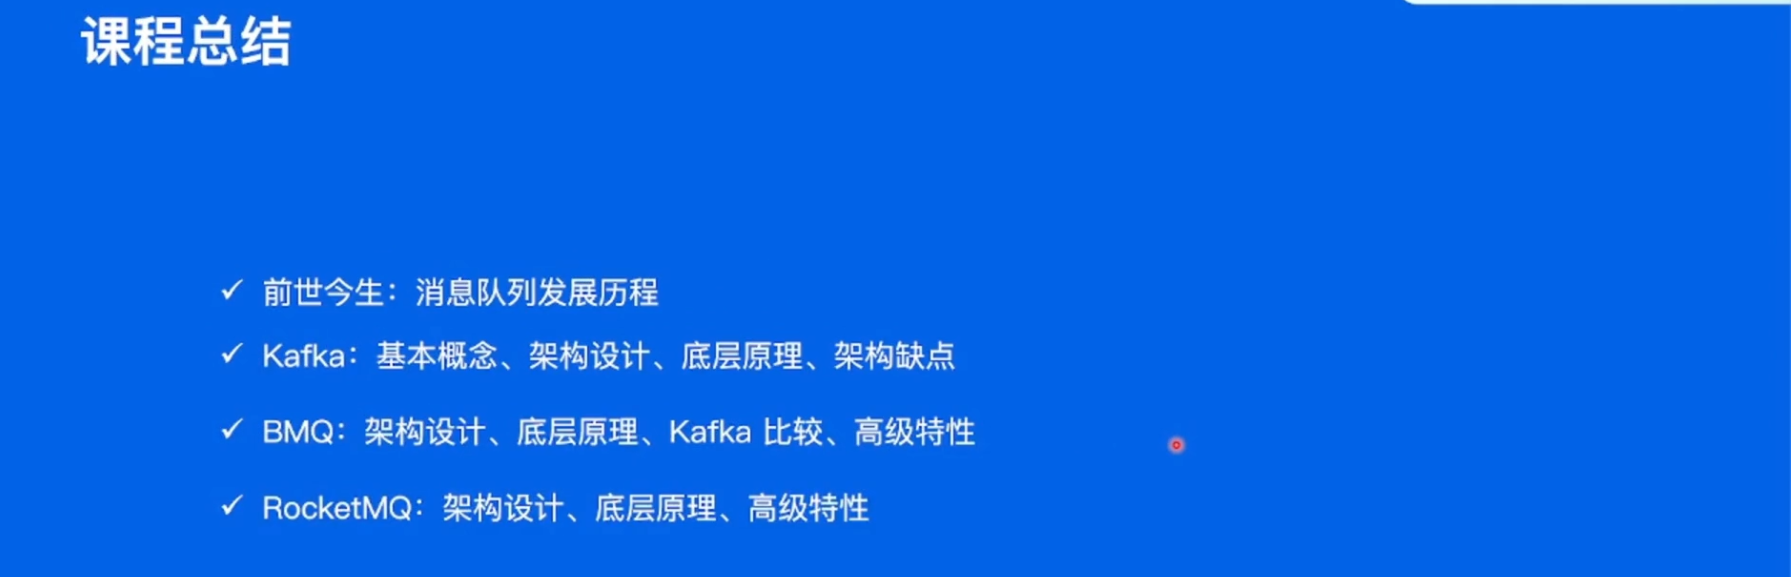 课程总结
✓ 前世今生：消息队列发展历程
✓ Kafka：基本概念、架构设计、底层原理、架构缺点
✓ BMQ：架构设计、底层原理、Kafka 比较、高级特性
✓ RocketMQ：架构设计、底层原理、高级特性